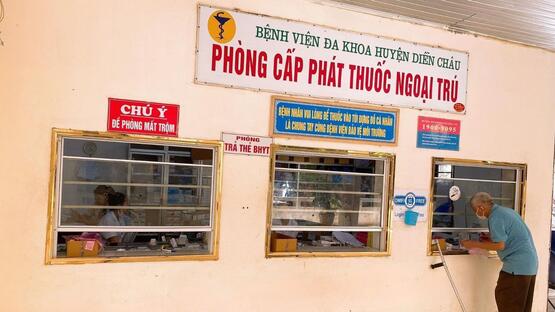 BỆNH VIỆN ĐA KHOA HUYỆN DIỄN CHÂU
PHÒNG CẤP PHÁT THUỐC NGOẠI TRÚ
CHÚ Ý
ĐỀ PHÒNG MẤT TRỘM
PHÒNG
TRẢ THẺ BHYT
BỆNH NHÂN VUI LÒNG ĐỂ THUỐC VÀO TÚI ĐỰNG ĐỒ CÁ NHÂN
LÀ CHUNG TAY CÙNG BỆNH VIỆN BẢO VỆ MÔI TRƯỜNG
1900-9095